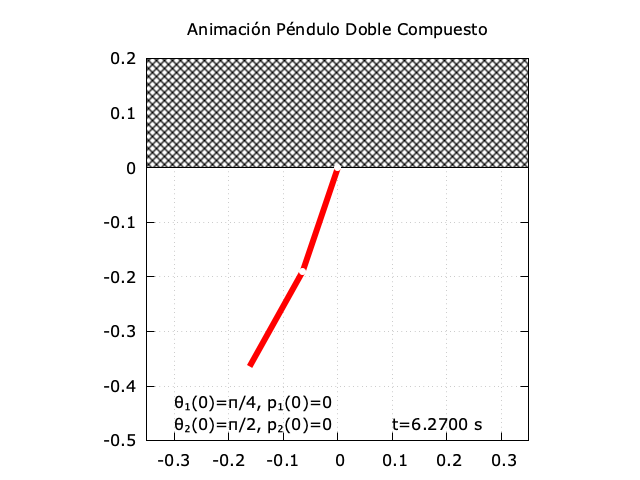 Animación Péndulo Doble Compuesto
0.2
0.1
0
-0.1
-0.2
-0.3
-0.4
-0.5
θ₁(0)=π/4, p₁(0)=0
θ₂(0)=π/2, p₂(0)=0 t=6.2700 s
-0.3 -0.2 -0.1 0 0.1 0.2 0.3